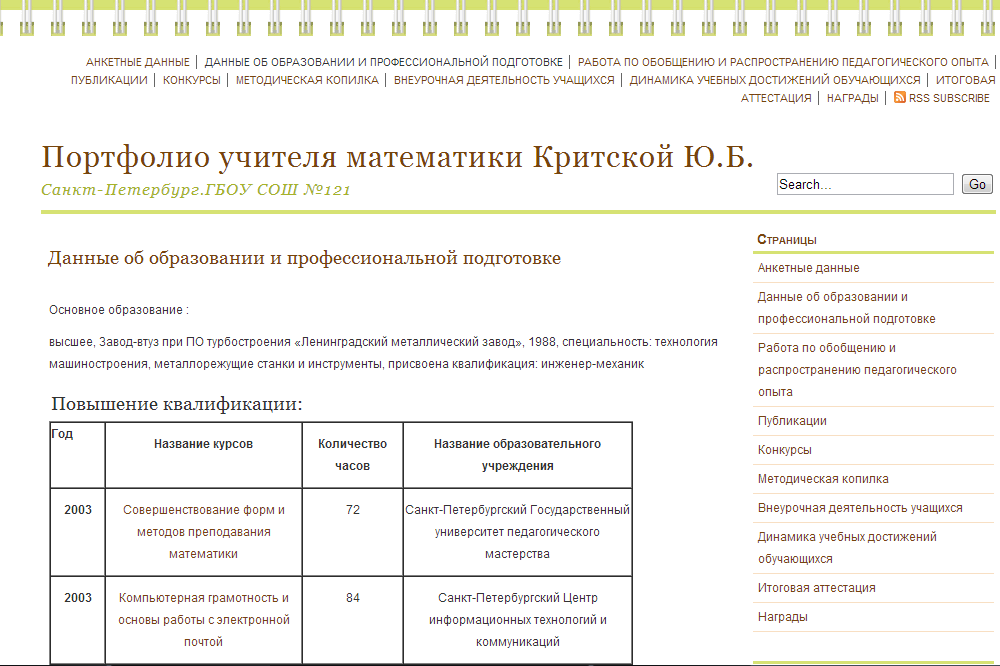 АНКЕТНЫЕ ДАННЫЕ | ДАННЫЕ ОБ ОБРАЗОВАНИИ И ПРОФЕССИОНАЛЬНОЙ ПОДГОТОВКЕ | РАБОТА ПО ОБОБЩЕНИЮ И РАСПРОСТРАНЕНИЮ ПЕДАГОГИЧЕСКОГО ОПЫТА |
ПУБЛИКАЦИИ | КОНКУРСЫ | МЕТОДИЧЕСКАЯ КОПИЛКА | ВНЕУРОЧНАЯ ДЕЯТЕЛЬНОСТЬ УЧАЩИХСЯ | ДИНАМИКА УЧЕБНЫХ ДОСТИЖЕНИЙ ОБУЧАЮЩИХСЯ | ИТОГОВАЯ
АТТЕСТАЦИЯ | НАГРАДЫ | RSS SUBSCRIBE
Портфолио учителя математики Критской Ю.Б.
Санкт-Петербург.ГБОУ СОШ №121
Search... Go
Данные об образовании и профессиональной подготовке
Основное образование :
высшее, Завод-втуз при ПО турбостроения «Ленинградский металлический завод», 1988, специальность: технология
машиностроения, металлорежущие станки и инструменты, присвоена квалификация: инженер-механик
Повышение квалификации:
Год
Название курсов
Количество
часов
Название образовательного
учреждения
2003
Совершенствование форм и
методов преподавания
математики
72
Санкт-Петербургский Государственный
университет педагогического
мастерства
2003
Компьютерная грамотность и
основы работы с электронной
почтой
84
Санкт-Петербургский Центр
информационных технологий и
коммуникаций
Страницы
Анкетные данные
Данные об образовании и
профессиональной подготовке
Работа по обобщению и
распространению педагогического
опыта
Публикации
Конкурсы
Методическая копилка
Внеурочная деятельность учащихся
Динамика учебных достижений
обучающихся
Итоговая аттестация
Награды